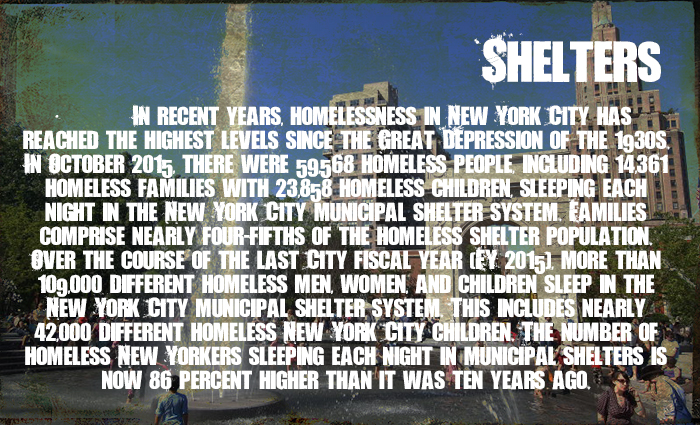 Shelters
In recent years, homelessness in New York City has
reached the highest levels since the Great Depression of the 1930s.
In October 2015, there were 59,568 homeless people, including 14,361
homeless families with 23,858 homeless children, sleeping each
night in the New York City municipal shelter system. Families
comprise nearly four-fifths of the homeless shelter population.
Over the course of the last City fiscal year (FY 2015), more than
109,000 different homeless men, women, and children sleep in the
New York City municipal shelter system. This includes nearly
42,000 different homeless New York City children. The number of
homeless New Yorkers sleeping each night in municipal shelters is
now 86 percent higher than it was ten years ago.